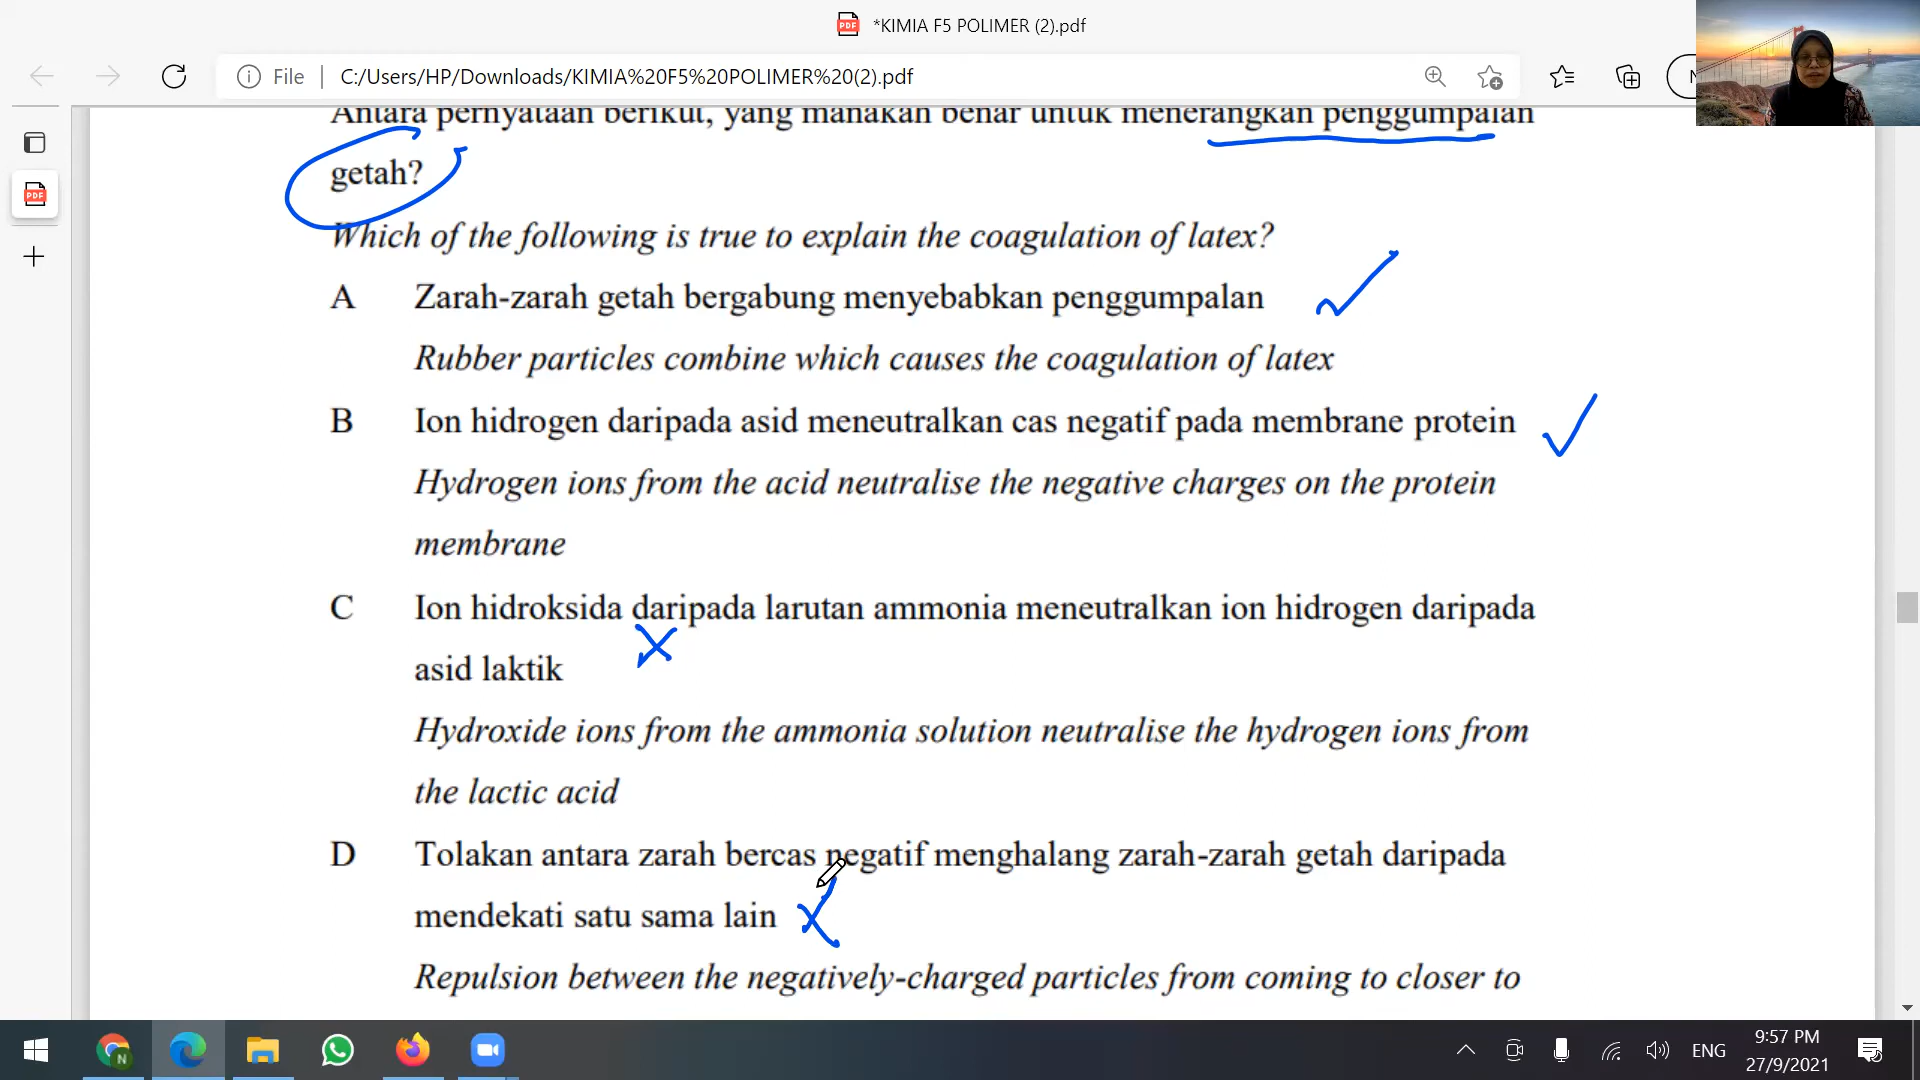 *KIMIA F5 POLIMER (2).pdf
File | C:/Users/HP/Downloads/KIMIA%20F5%20POLIMER%20(2).pdf
N
Antara pernyataan berikut, yang manakah benar untuk menerangkan penggumpalan
getah?
Which of the following is true to explain the coagulation of latex?
A Zarah-zarah getah bergabung menyebabkan penggumpalan
Rubber particles combine which causes the coagulation of latex
B Ion hidrogen daripada asid meneutralkan cas negatif pada membrane protein
Hydrogen ions from the acid neutralise the negative charges on the protein
membrane
C Ion hidroksida daripada larutan ammonia meneutralkan ion hidrogen daripada
asid laktik
Hydroxide ions from the ammonia solution neutralise the hydrogen ions from
the lactic acid
D Tolakan antara zarah bercas negatif menghalang zarah-zarah getah daripada
mendekati satu sama lain
Repulsion between the negatively-charged particles from coming to closer to
ENG
9:57 PM
27/9/2021